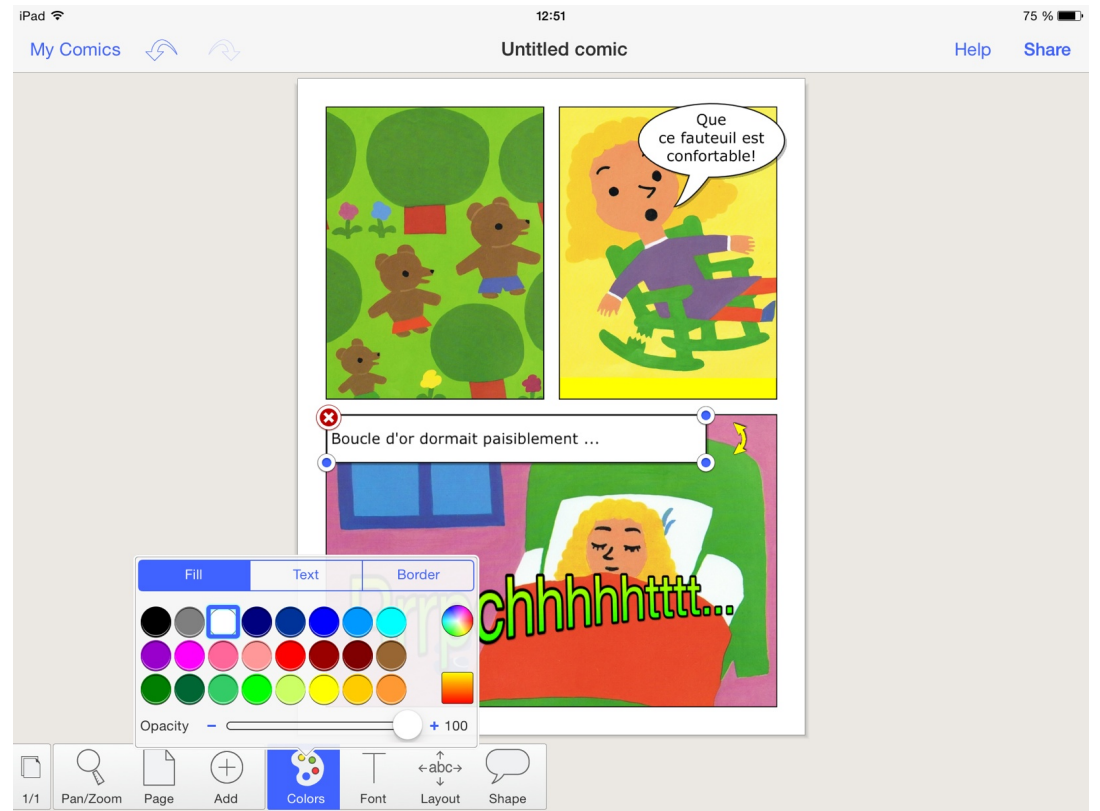 iPad 12:51 75 %
My Comics Untitled comic Help Share
Que
ce fauteuil est
confortable!
Boucle d'or dormait paisiblement ...
Rrrpchhhhhtttt...
Fill Text Border
Opacity - + 100
1/1 Pan/Zoom Page Add Colors Font Layout Shape
←abc→